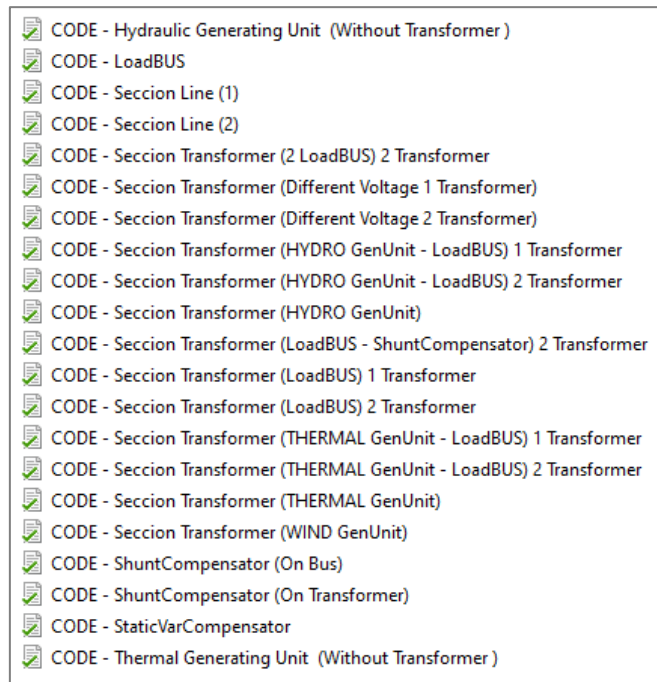 CODE - Hydraulic Generating Unit  (Without Transformer )
CODE - LoadBUS
CODE - Seccion Line (1)
CODE - Seccion Line (2)
CODE - Seccion Transformer (2 LoadBUS) 2 Transformer
CODE - Seccion Transformer (Different Voltage 1 Transformer)
CODE - Seccion Transformer (Different Voltage 2 Transformer)
CODE - Seccion Transformer (HYDRO GenUnit - LoadBUS) 1 Transformer
CODE - Seccion Transformer (HYDRO GenUnit - LoadBUS) 2 Transformer
CODE - Seccion Transformer (HYDRO GenUnit)
CODE - Seccion Transformer (LoadBUS - ShuntCompensator) 2 Transformer
CODE - Seccion Transformer (LoadBUS) 1 Transformer
CODE - Seccion Transformer (LoadBUS) 2 Transformer
CODE - Seccion Transformer (THERMAL GenUnit - LoadBUS) 1 Transformer
CODE - Seccion Transformer (THERMAL GenUnit - LoadBUS) 2 Transformer
CODE - Seccion Transformer (THERMAL GenUnit)
CODE - Seccion Transformer (WIND GenUnit)
CODE - ShuntCompensator (On Bus)
CODE - ShuntCompensator (On Transformer)
CODE - StaticVarCompensator
CODE - Thermal Generating Unit  (Without Transformer )